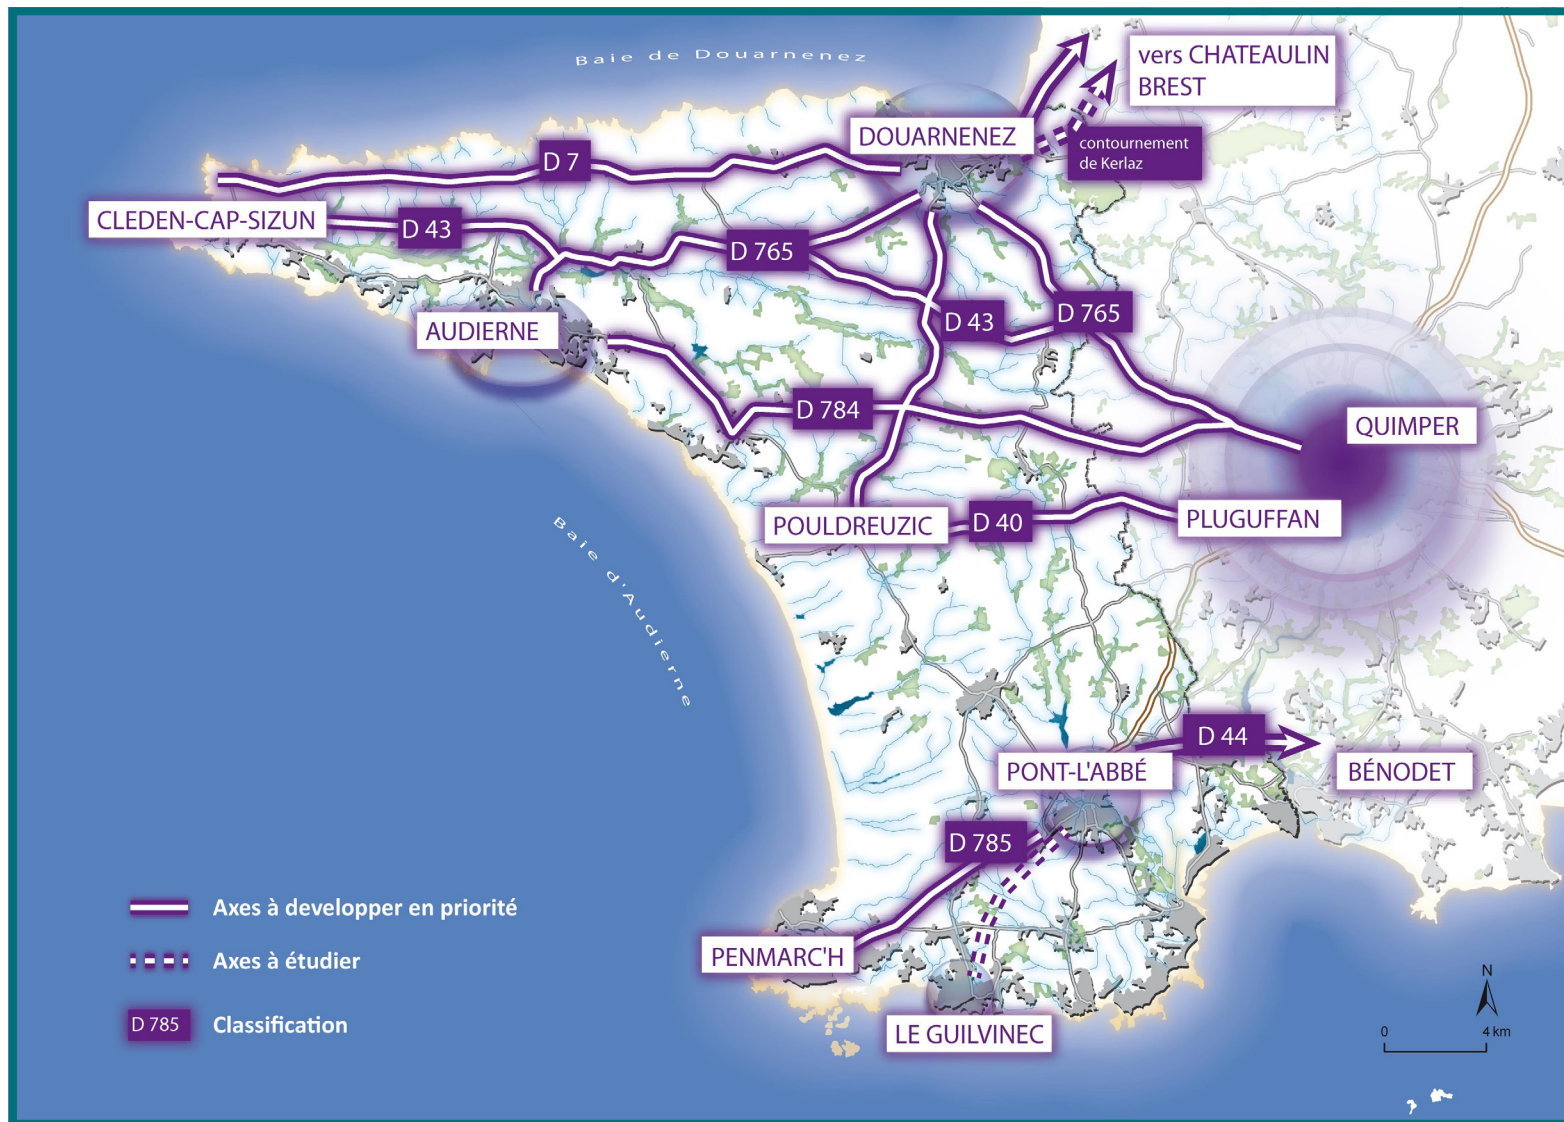 Baie de Douarnenez
vers CHATEAULIN
BREST
DOUARNENEZ
contournement
de Kerlaz
D 7
CLEDEN-CAP-SIZUN
D 43
D 765
AUDIERNE
D 43
D 765
D 784
QUIMPER
POULDREUZIC
D 40
PLUGUFFAN
Baie d'Audierne
D 44
PONT-L'ABBÉ
BÉNODET
D 785
PENMARC'H
LE GUILVINEC
Axes à developper en priorité
Axes à étudier
D 785 Classification
N
0 4 km